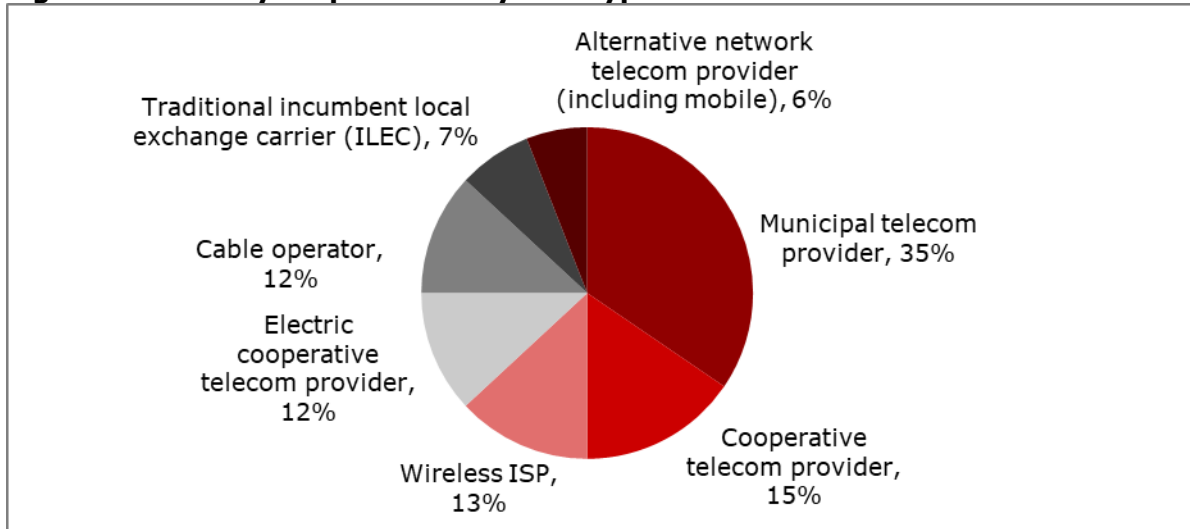 Alternative network
telecom provider
(including mobile), 6%
Traditional incumbent local
exchange carrier (ILEC), 7%
Municipal telecom
provider, 35%
Cable operator,
12%
Electric
cooperative
telecom provider,
12%
Cooperative
telecom provider,
15%
Wireless ISP,
13%